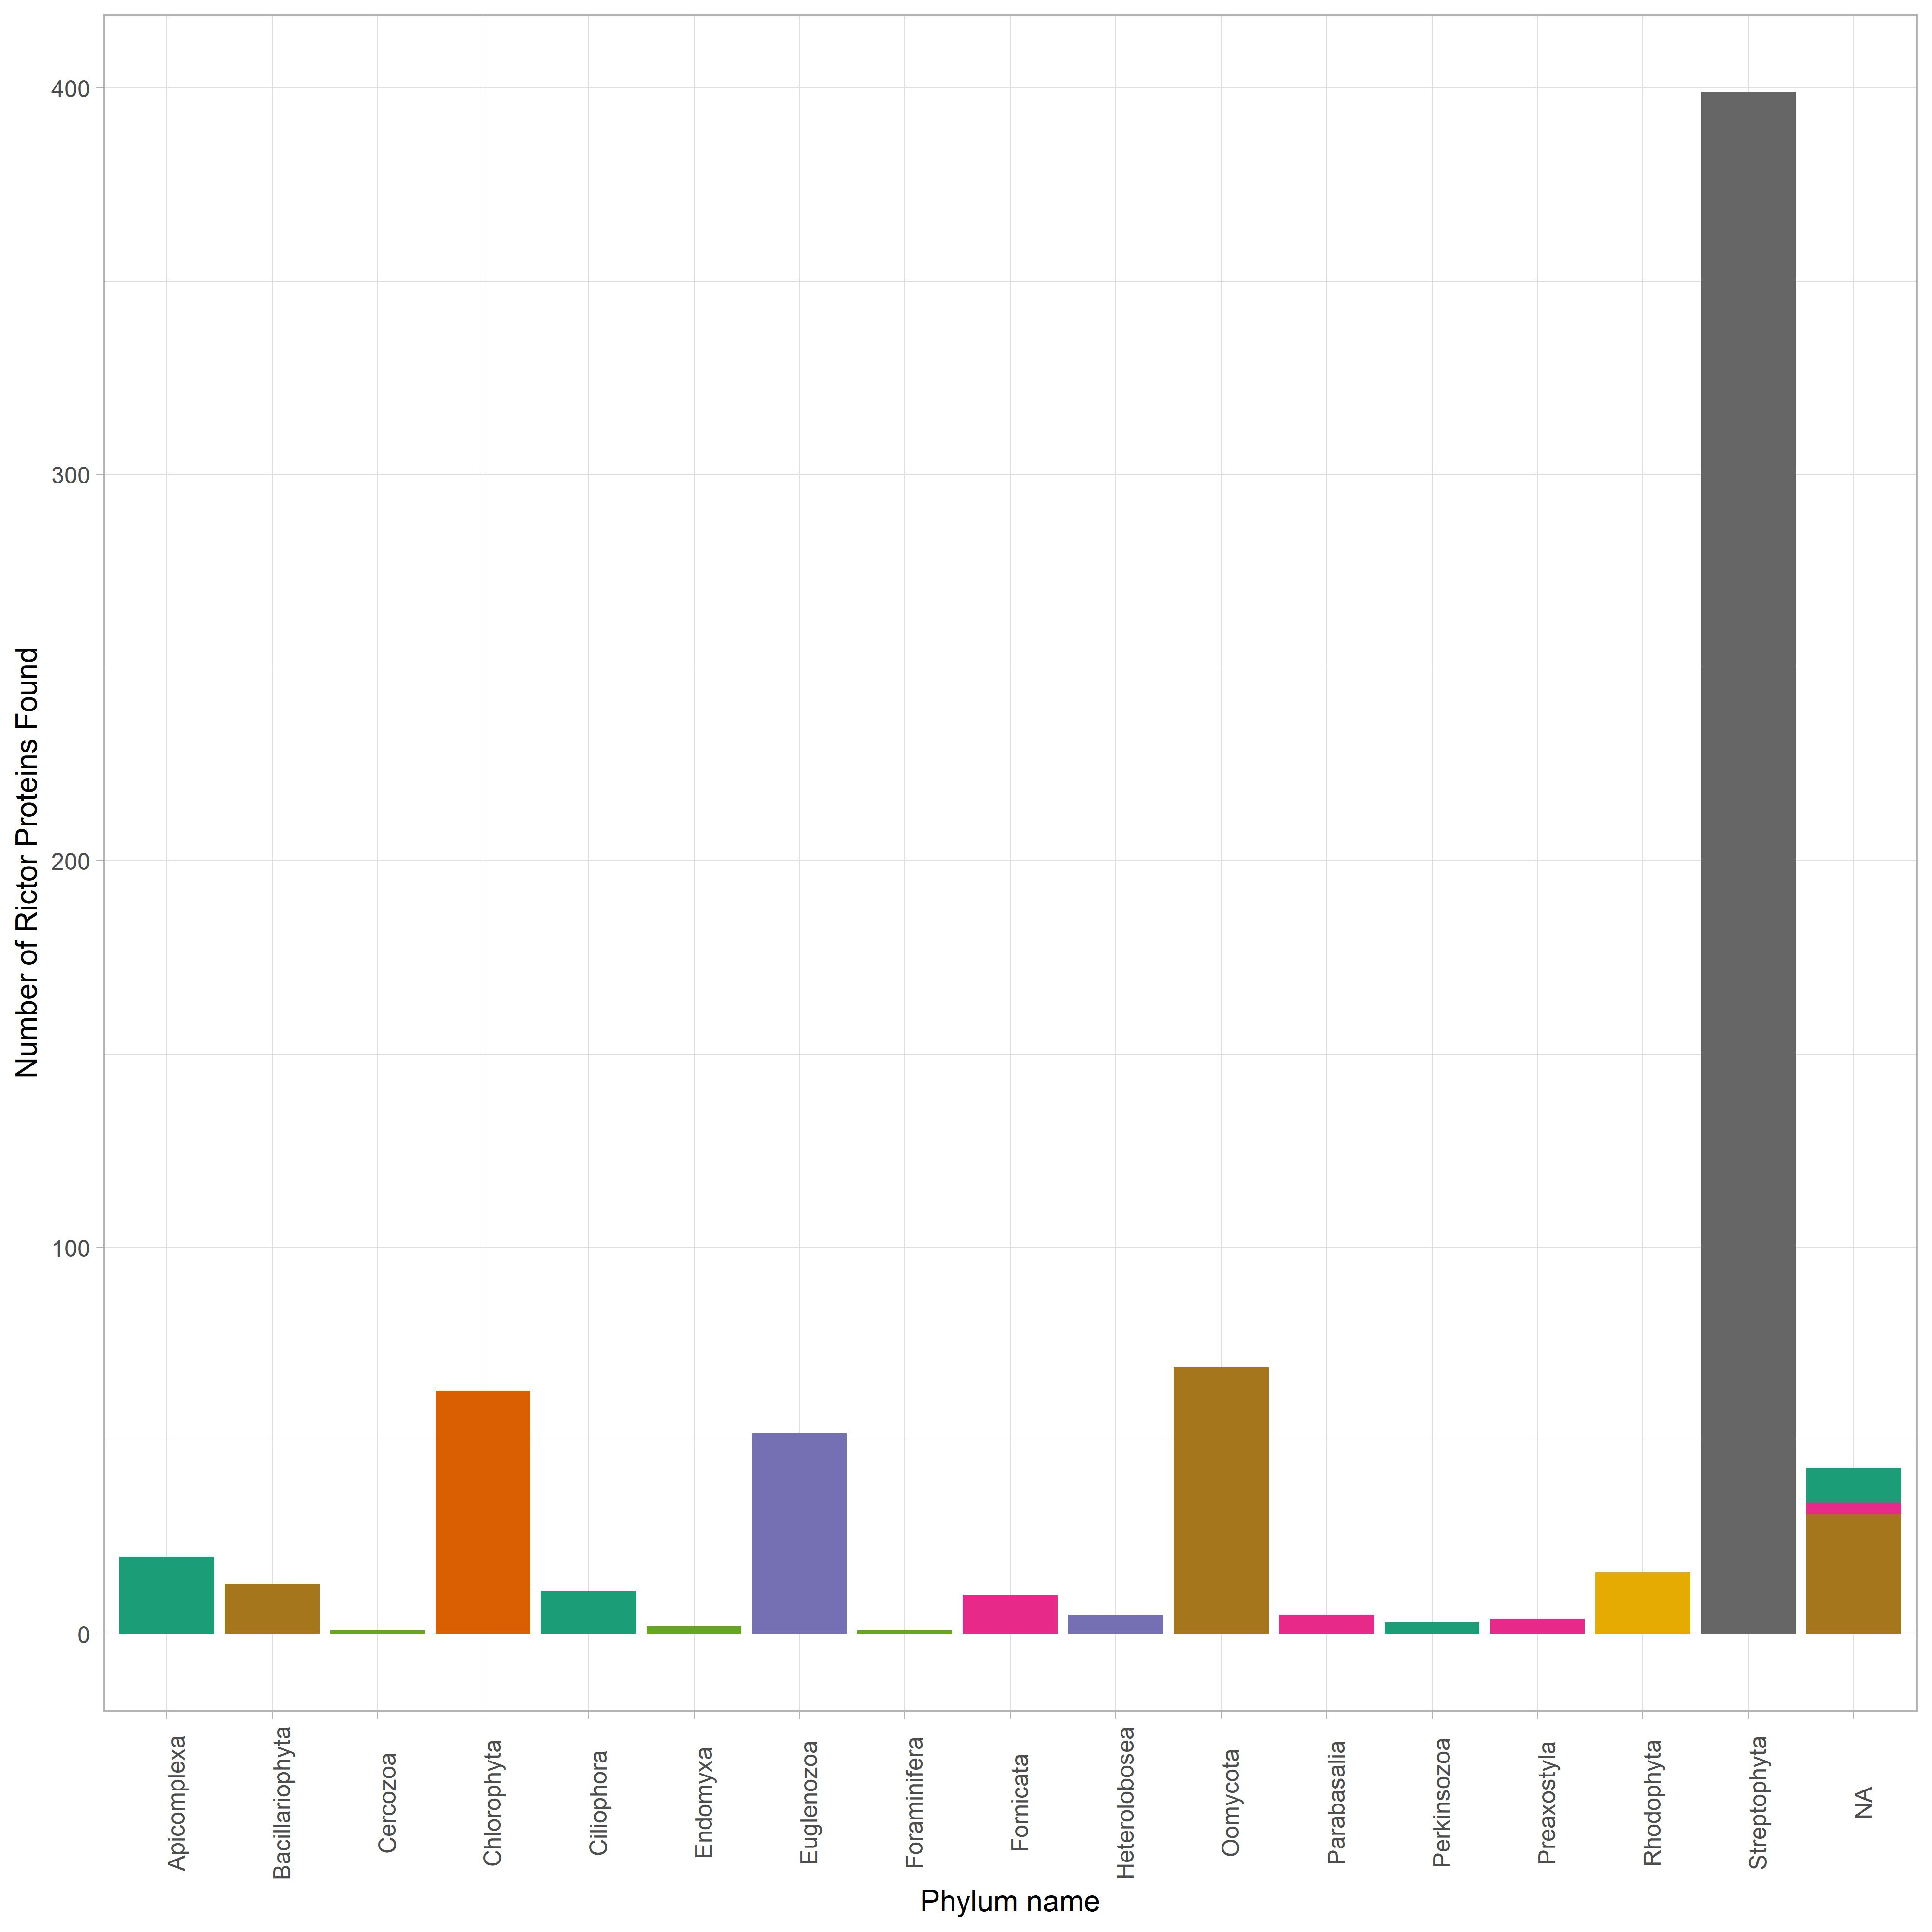 Number of Rictor Proteins Found
400
300
200
100
0
Apicomplexa
Bacillariophyta
Cercozoa
Chlorophyta
Ciliophora
Endomyxa
Euglenozoa
Foraminifera
Fornicata
Heterolobosea
Oomycota
Parabasalia
Perkinsozoa
Preaxostyla
Rhodophyta
Streptophyta
NA
Phylum name